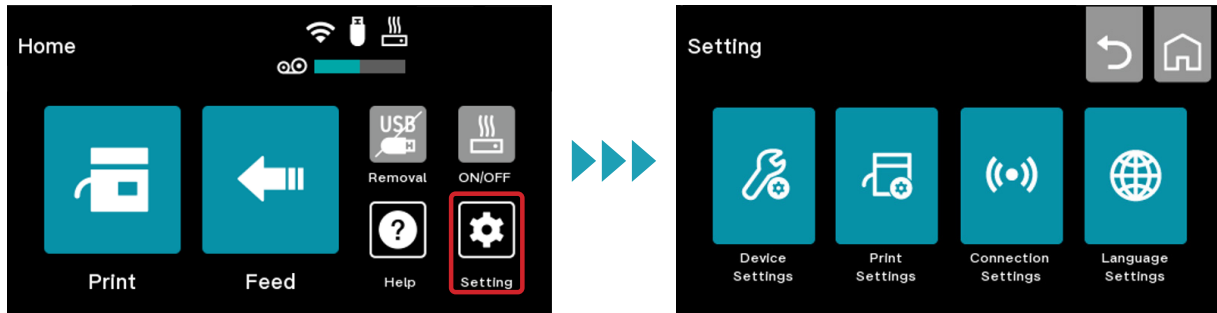 Home
USB
Removal
ON/OFF
?
Print
Feed
Help
Setting
Setting
Device
Settings
Print
Settings
Connection
Settings
Language
Settings